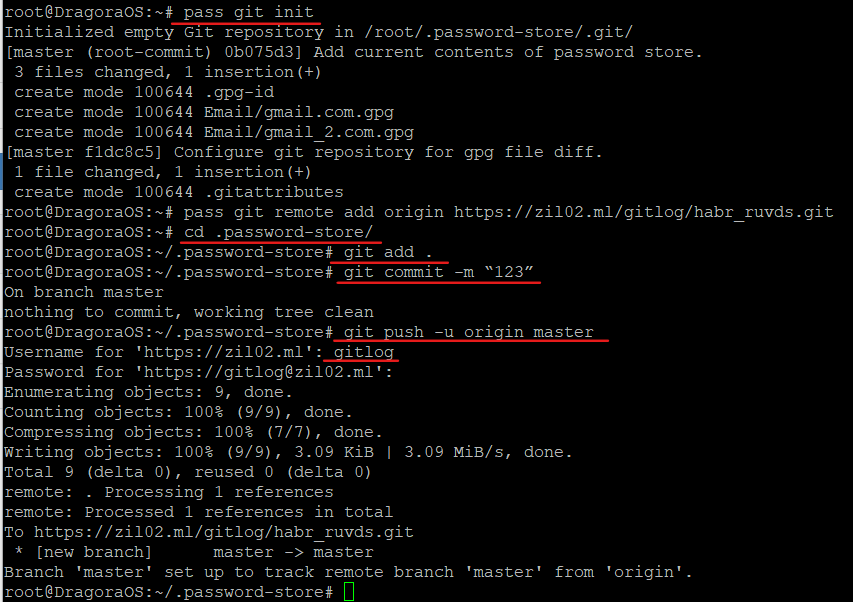 root@DragoraOS:~# pass git init
Initialized empty Git repository in /root/.password-store/.git/
[master (root-commit) 0b075d3] Add current contents of password store.
 3 files changed, 1 insertion(+)
 create mode 100644 .gpg-id
 create mode 100644 Email/gmail.com.gpg
 create mode 100644 Email/gmail_2.com.gpg
[master f1dc8c5] Configure git repository for gpg file diff.
 1 file changed, 1 insertion(+)
 create mode 100644 .gitattributes
root@DragoraOS:~# pass git remote add origin https://zil02.ml/gitlog/habr_ruvds.git
root@DragoraOS:~# cd .password-store/
root@DragoraOS:~/.password-store# git add .
root@DragoraOS:~/.password-store# git commit -m “123”
On branch master
nothing to commit, working tree clean
root@DragoraOS:~/.password-store# git push -u origin master
Username for 'https://zil02.ml': gitlog
Password for 'https://gitlog@zil02.ml':
Enumerating objects: 9, done.
Counting objects: 100% (9/9), done.
Compressing objects: 100% (7/7), done.
Writing objects: 100% (9/9), 3.09 KiB | 3.09 MiB/s, done.
Total 9 (delta 0), reused 0 (delta 0)
remote: . Processing 1 references
remote: Processed 1 references in total
To https://zil02.ml/gitlog/habr_ruvds.git
 * [new branch]      master -> master
Branch 'master' set up to track remote branch 'master' from 'origin'.
root@DragoraOS:~/.password-store#